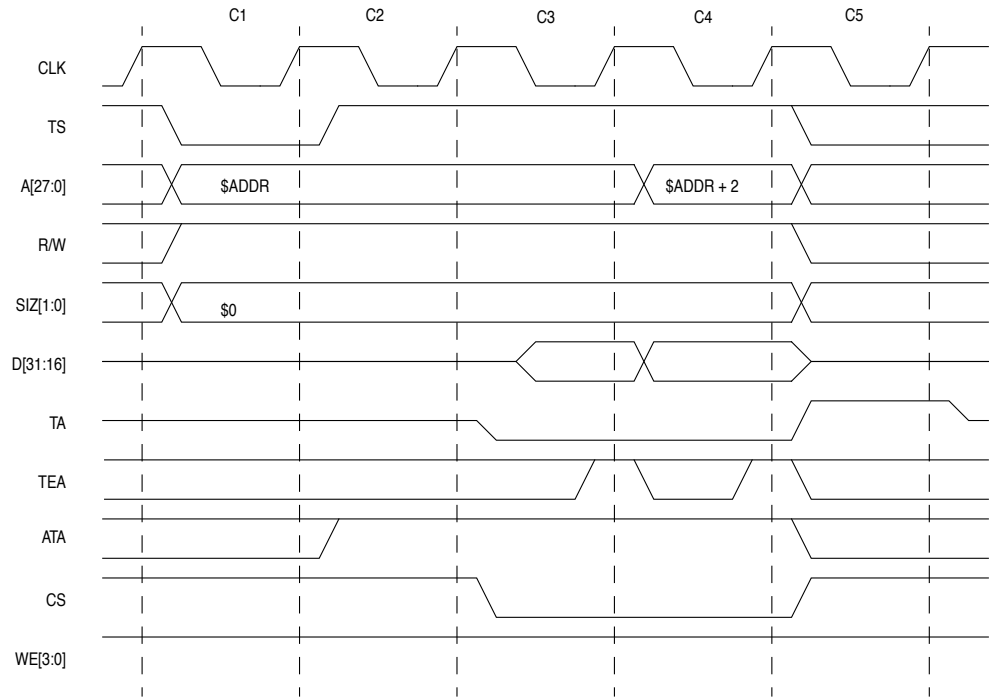 C1 C2 C3 C4 C5
CLK
TS
A[27:0] $ADDR $ADDR + 2
R/W
SIZ[1:0] $0
D[31:16]
TA
TEA
ATA
CS
WE[3:0]